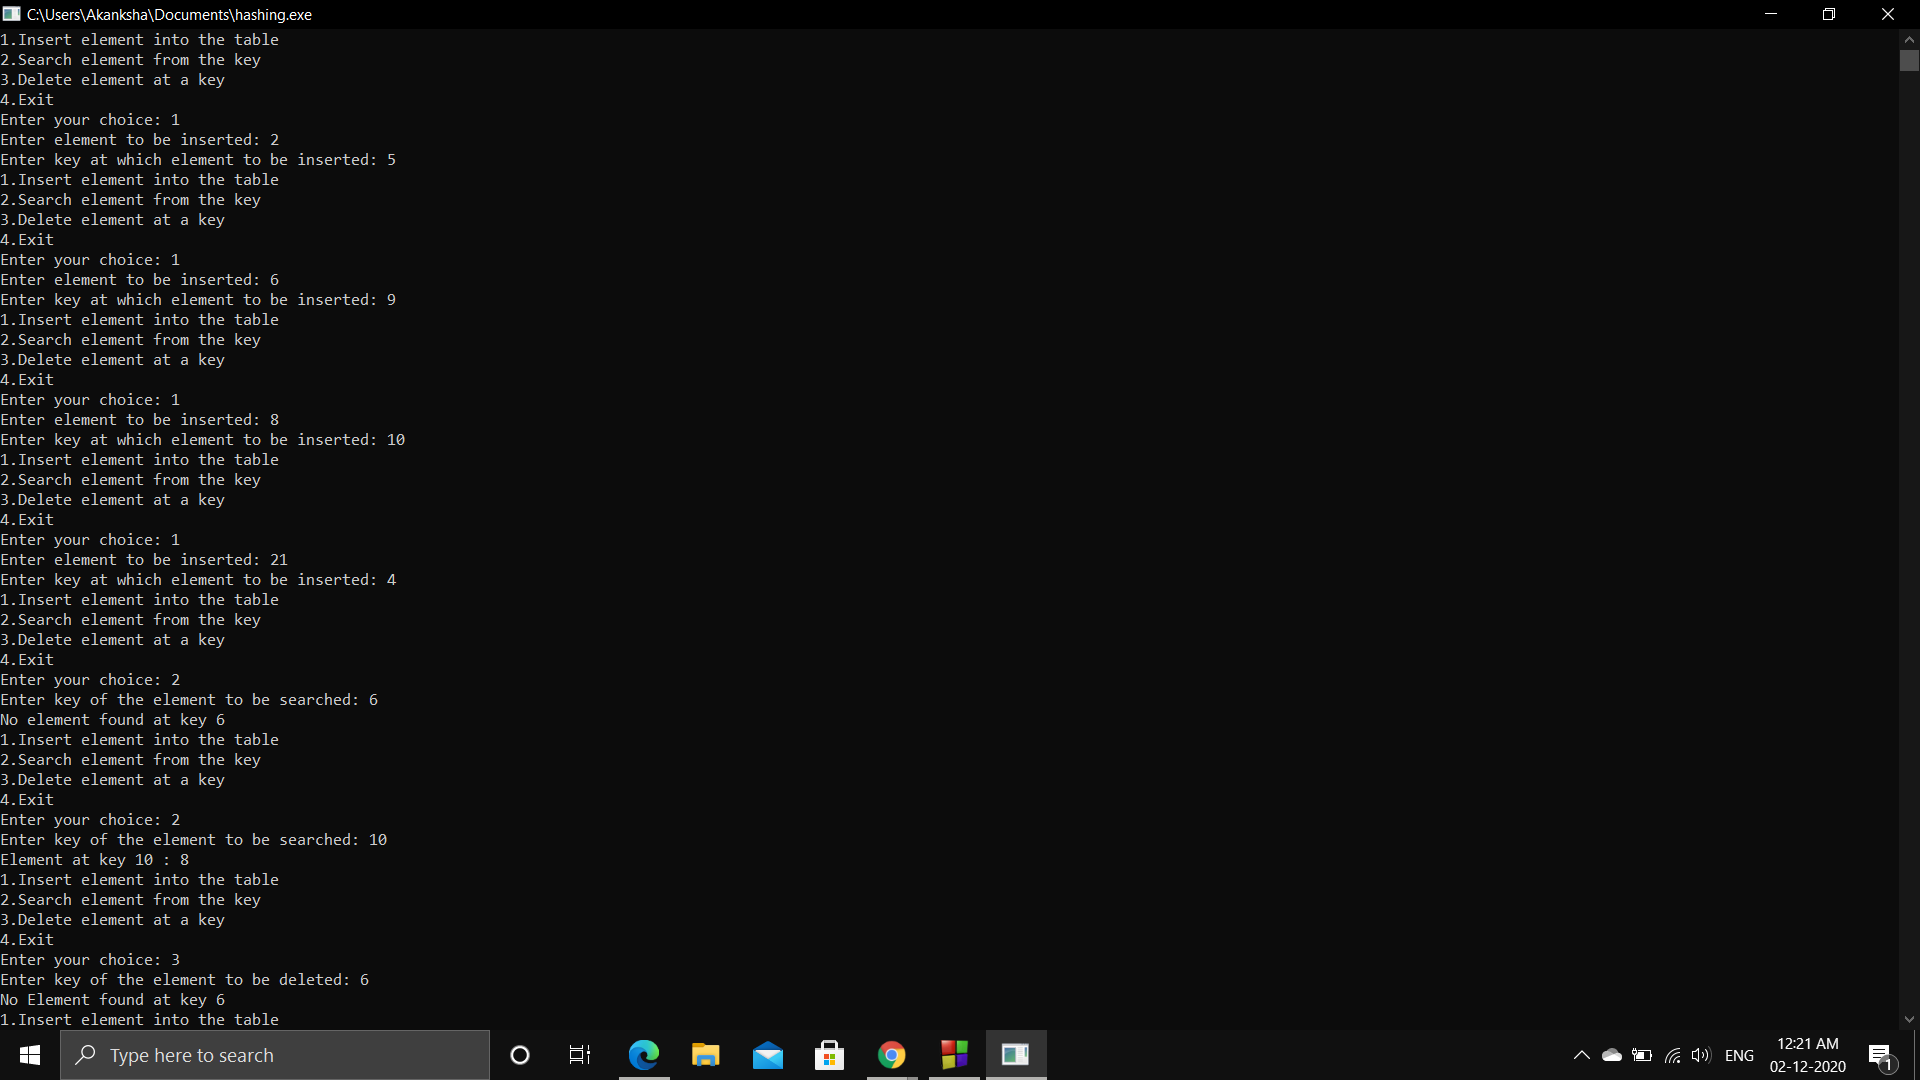 C:\Users\Akanksha\Documents\hashing.exe
1.Insert element into the table
2.Search element from the key
3.Delete element at a key
4.Exit
Enter your choice: 1
Enter element to be inserted: 2
Enter key at which element to be inserted: 5
1.Insert element into the table
2.Search element from the key
3.Delete element at a key
4.Exit
Enter your choice: 1
Enter element to be inserted: 6
Enter key at which element to be inserted: 9
1.Insert element into the table
2.Search element from the key
3.Delete element at a key
4.Exit
Enter your choice: 1
Enter element to be inserted: 8
Enter key at which element to be inserted: 10
1.Insert element into the table
2.Search element from the key
3.Delete element at a key
4.Exit
Enter your choice: 1
Enter element to be inserted: 21
Enter key at which element to be inserted: 4
1.Insert element into the table
2.Search element from the key
3.Delete element at a key
4.Exit
Enter your choice: 2
Enter key of the element to be searched: 6
No element found at key 6
1.Insert element into the table
2.Search element from the key
3.Delete element at a key
4.Exit
Enter your choice: 2
Enter key of the element to be searched: 10
Element at key 10 : 8
1.Insert element into the table
2.Search element from the key
3.Delete element at a key
4.Exit
Enter your choice: 3
Enter key of the element to be deleted: 6
No Element found at key 6
1.Insert element into the table
Type here to search
ENG
12:21 AM
02-12-2020
1